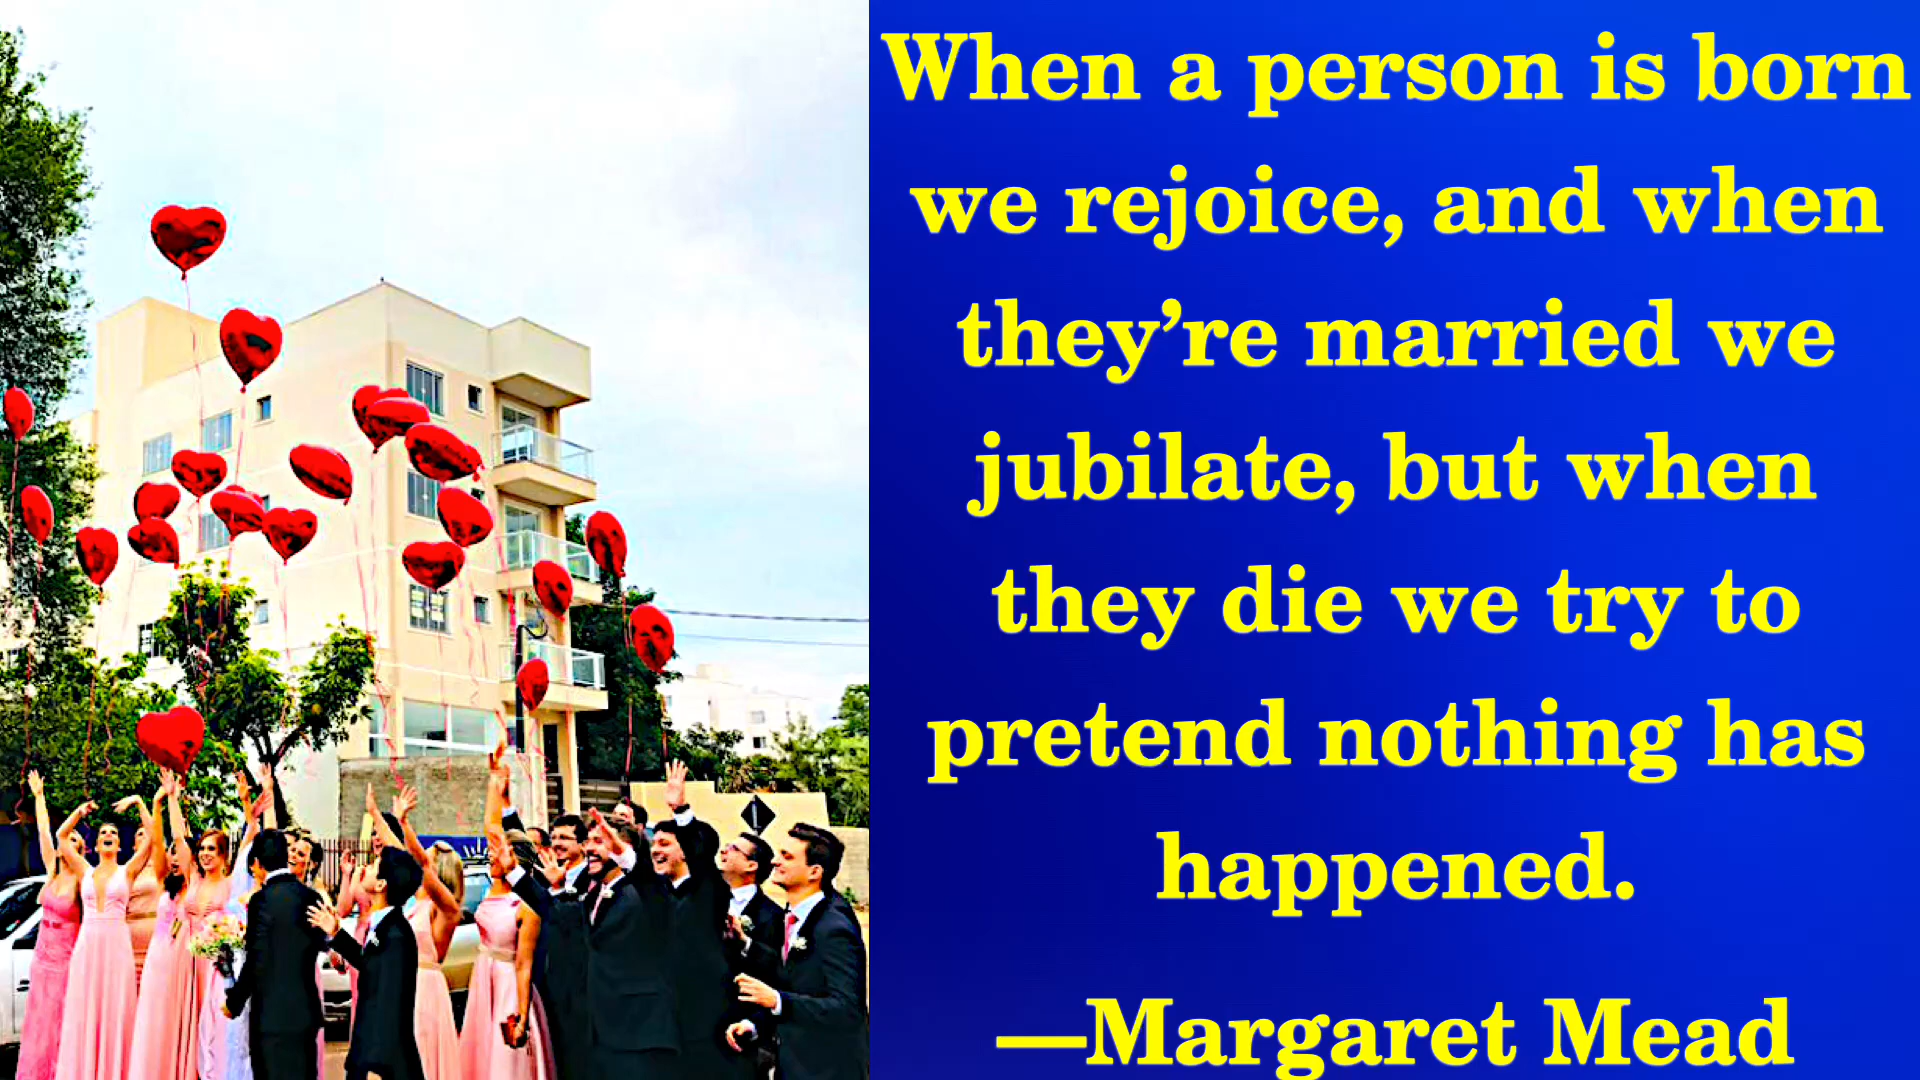 When a person is born
we rejoice, and when
they’re married we
jubilate, but when
they die we try to
pretend nothing has
happened.
—Margaret Mead